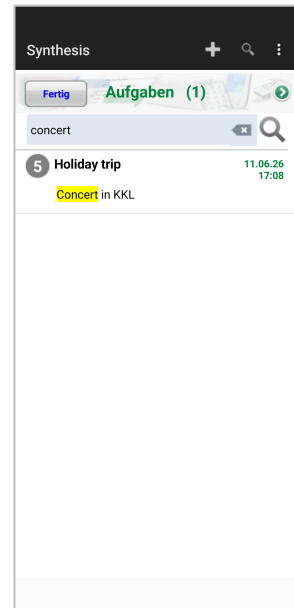 Synthesis
Fertig Aufgaben (1)
concert
5 Holiday trip 11.06.26
17:08
Concert in KKL